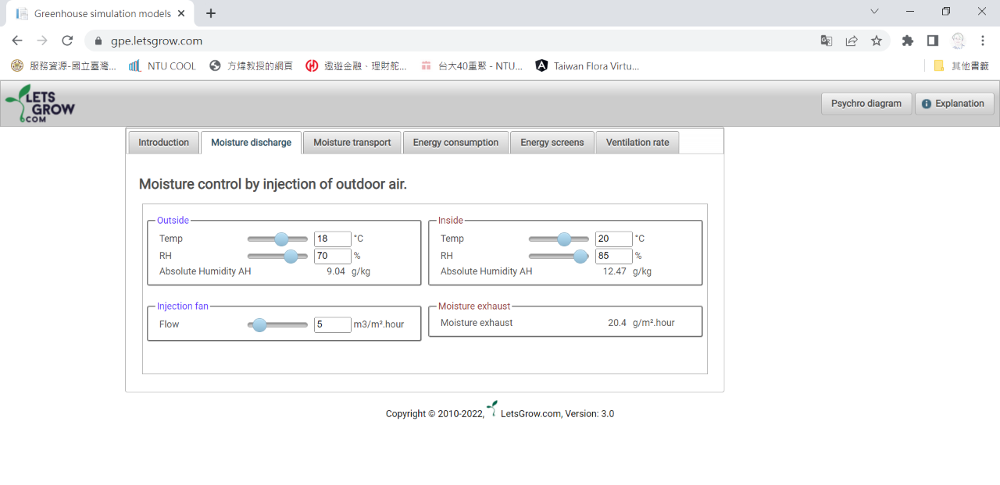 Greenhouse simulation models
gpe.letsgrow.com
服務資源-國立臺灣... NTU COOL 方煒教授的網頁 遨遊金融、理財舵... 台大40重聚 - NTU... Taiwan Flora Virtu... 其他書籤
LETS GROW .COM
Psychro diagram Explanation
Introduction Moisture discharge Moisture transport Energy consumption Energy screens Ventilation rate
Moisture control by injection of outdoor air.
Outside
Temp 18 °C
RH 70 %
Absolute Humidity AH 9.04 g/kg
Inside
Temp 20 °C
RH 85 %
Absolute Humidity AH 12.47 g/kg
Injection fan
Flow 5 m3/m².hour
Moisture exhaust
Moisture exhaust 20.4 g/m².hour
Copyright © 2010-2022, LetsGrow.com, Version: 3.0